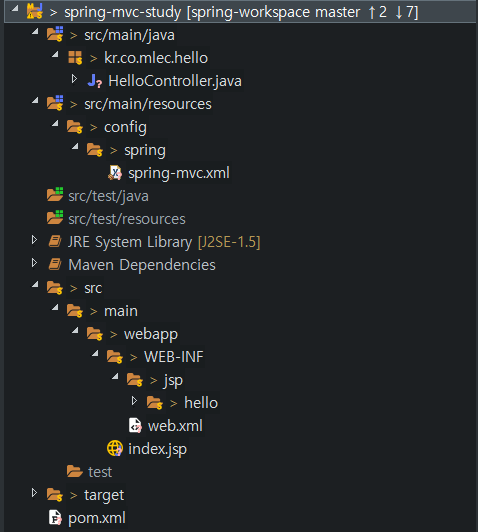 > spring-mvc-study [spring-workspace master ↑2 ↓7]
> src/main/java
> kr.co.mlec.hello
> HelloController.java
> src/main/resources
> config
> spring
spring-mvc.xml
src/test/java
src/test/resources
JRE System Library [J2SE-1.5]
Maven Dependencies
> src
> main
> webapp
> WEB-INF
> jsp
> hello
web.xml
index.jsp
test
> target
pom.xml